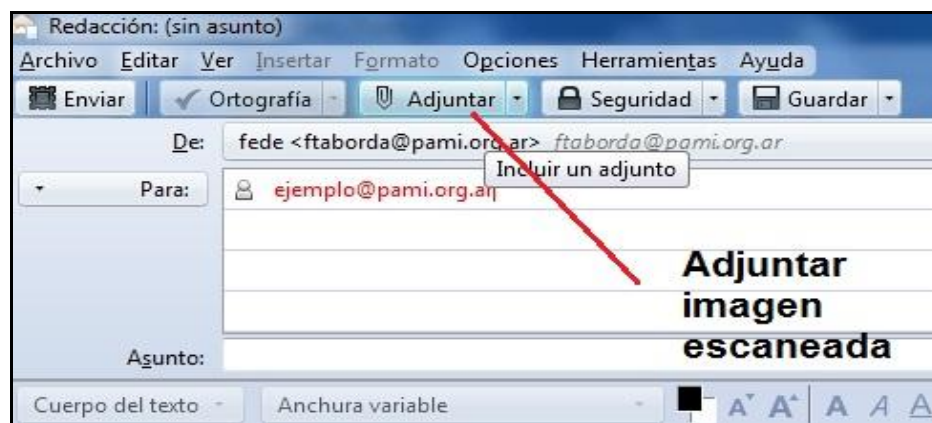 Redacción: (sin asunto)
Archivo Editar Ver Insertar Formato Opciones Herramientas Ayuda
Enviar Ortografía Adjuntar Seguridad Guardar
De: fede <ftaborda@pami.org.ar> ftaborda@pami.org.ar
Incluir un adjunto
Para: ejemplo@pami.org.ar
Adjuntar
imagen
escaneada
Asunto:
Cuerpo del texto Anchura variable A A A A A